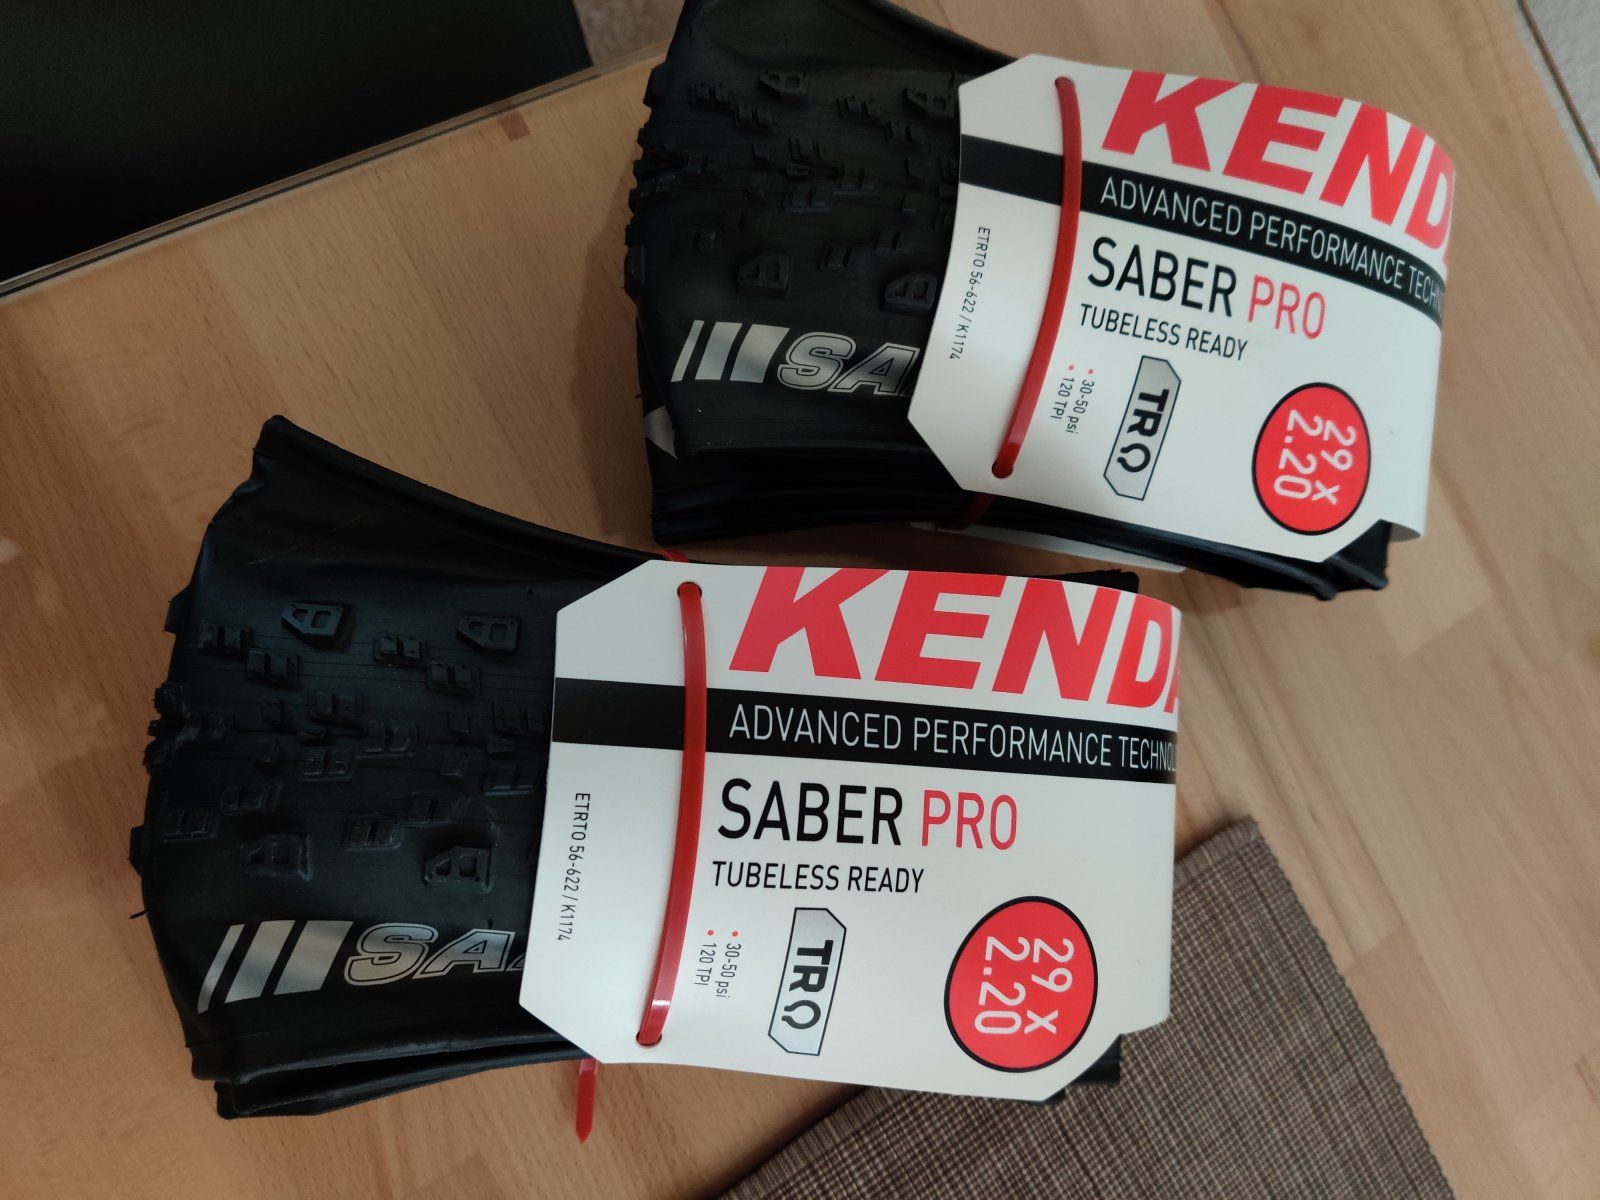 KEND
ADVANCED PERFORMANCE TECHN
SABER PRO
TUBELESS READY
ETRTO 56-622 / K1174
• 30-50 psi
• 120 TPI
TR
29 x
2.20
SA
KENDA
ADVANCED PERFORMANCE TECHNOL
SABER PRO
TUBELESS READY
ETRTO 56-622 / K1174
• 30-50 psi
• 120 TPI
TR
29 x
2.20
SA